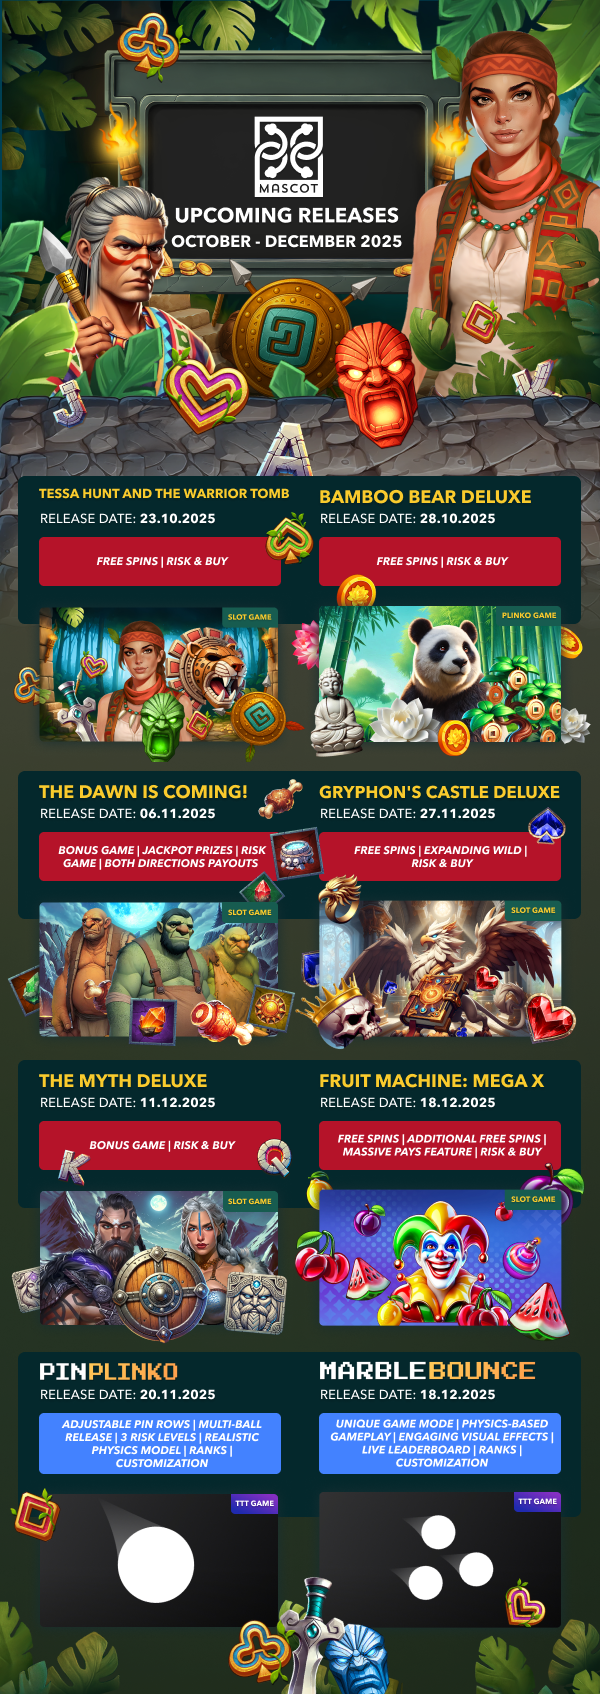 MASCOT
UPCOMING RELEASES
OCTOBER - DECEMBER 2025
J
A
K
TESSA HUNT AND THE WARRIOR TOMB
RELEASE DATE: 23.10.2025
FREE SPINS | RISK & BUY
SLOT GAME
BAMBOO BEAR DELUXE
RELEASE DATE: 28.10.2025
FREE SPINS | RISK & BUY
PLINKO GAME
THE DAWN IS COMING!
RELEASE DATE: 06.11.2025
BONUS GAME | JACKPOT PRIZES | RISK
GAME | BOTH DIRECTIONS PAYOUTS
SLOT GAME
GRYPHON'S CASTLE DELUXE
RELEASE DATE: 27.11.2025
FREE SPINS | EXPANDING WILD |
RISK & BUY
SLOT GAME
THE MYTH DELUXE
RELEASE DATE: 11.12.2025
BONUS GAME | RISK & BUY
K
Q
SLOT GAME
FRUIT MACHINE: MEGA X
RELEASE DATE: 18.12.2025
FREE SPINS | ADDITIONAL FREE SPINS |
MASSIVE PAYS FEATURE | RISK & BUY
SLOT GAME
PINPLINKO
RELEASE DATE: 20.11.2025
ADJUSTABLE PIN ROWS | MULTI-BALL
RELEASE | 3 RISK LEVELS | REALISTIC
PHYSICS MODEL | RANKS |
CUSTOMIZATION
TTT GAME
MARBLEBOUNCE
RELEASE DATE: 18.12.2025
UNIQUE GAME MODE | PHYSICS-BASED
GAMEPLAY | ENGAGING VISUAL EFFECTS |
LIVE LEADERBOARD | RANKS |
CUSTOMIZATION
TTT GAME